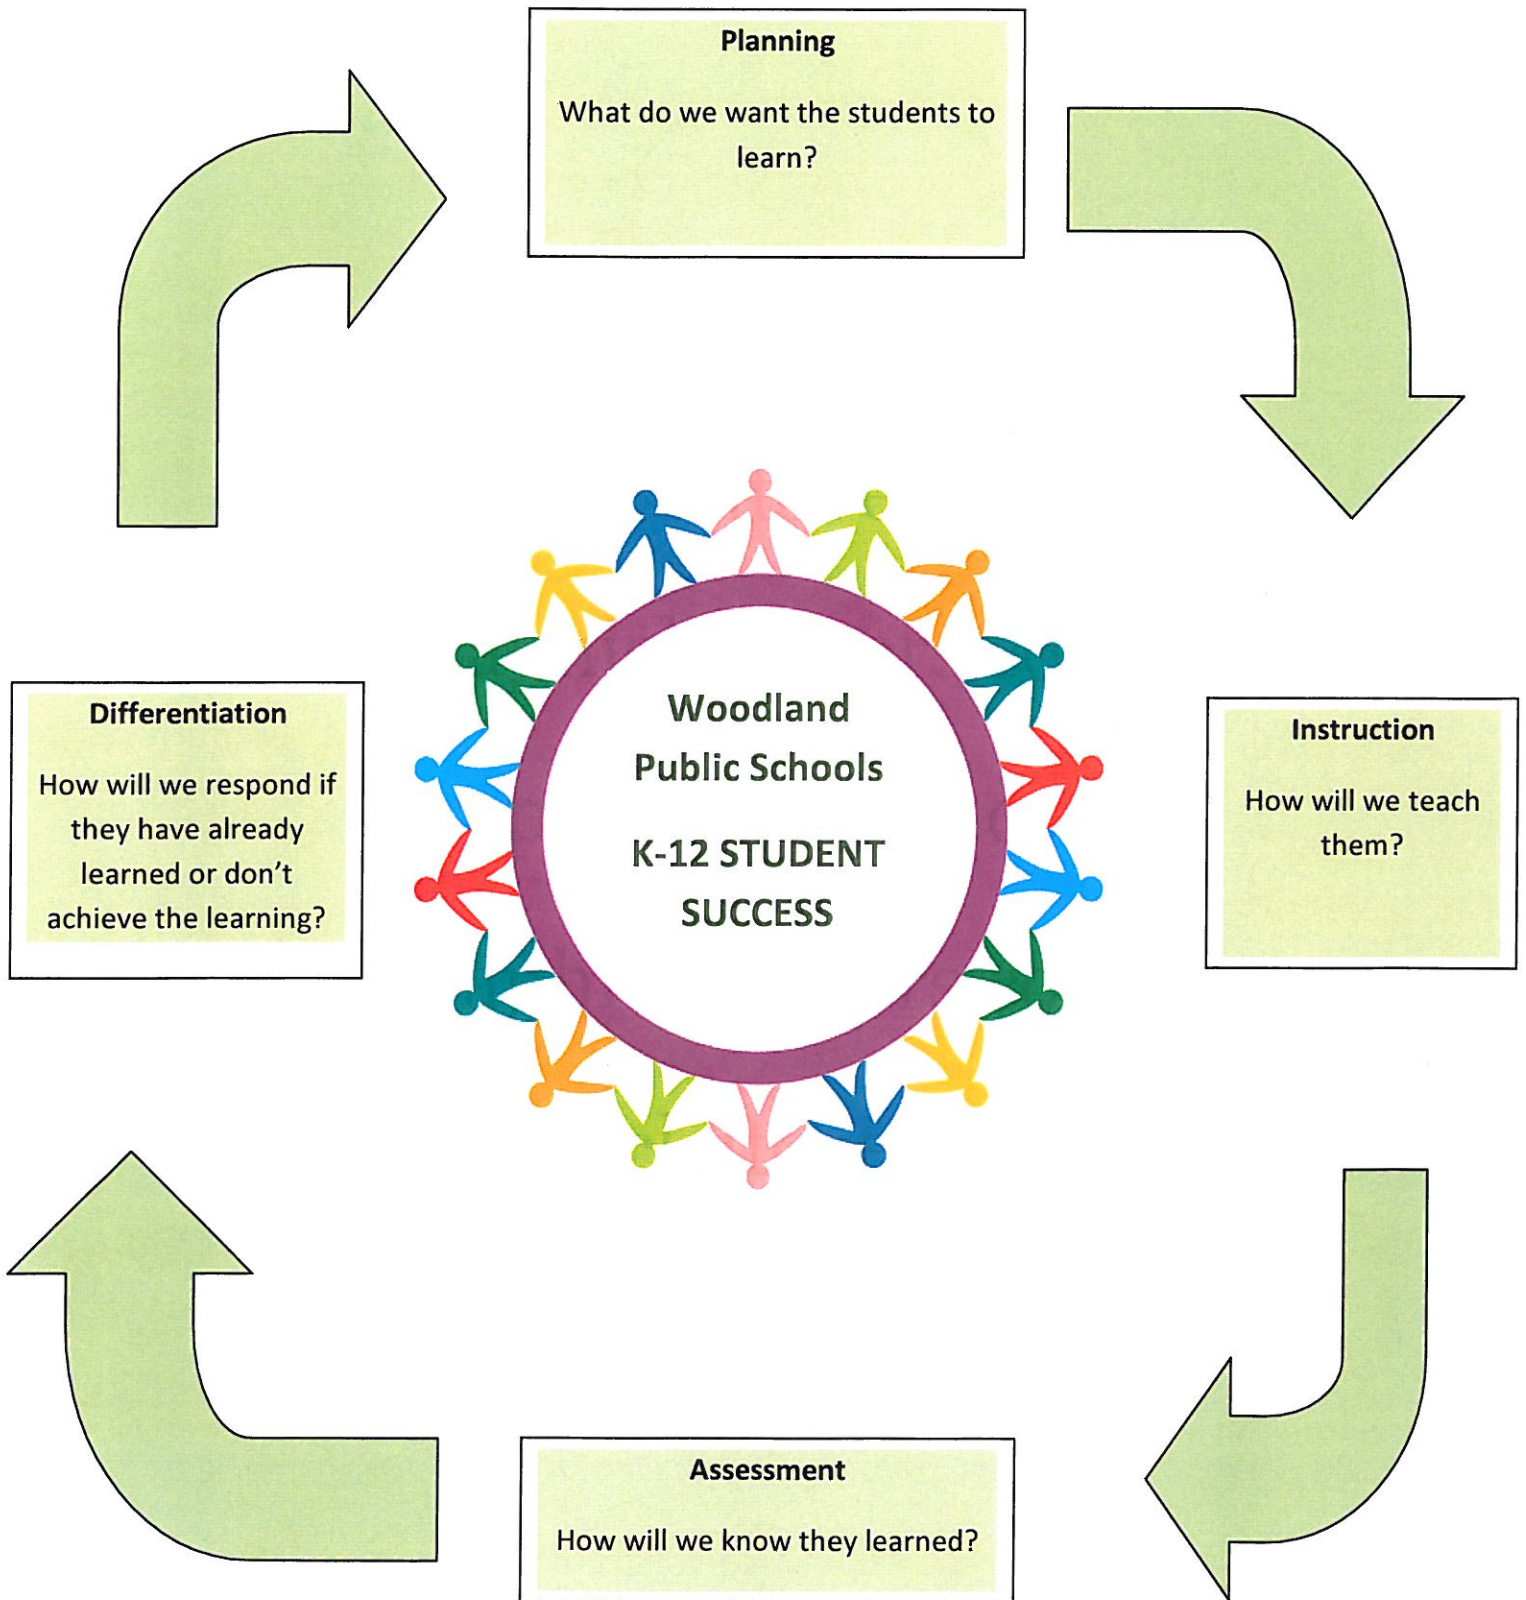 Planning
What do we want the students to
learn?
Differentiation
How will we respond if
they have already
learned or don't
achieve the learning?
Woodland
Public Schools
K-12 STUDENT
SUCCESS
Instruction
How will we teach
them?
Assessment
How will we know they learned?